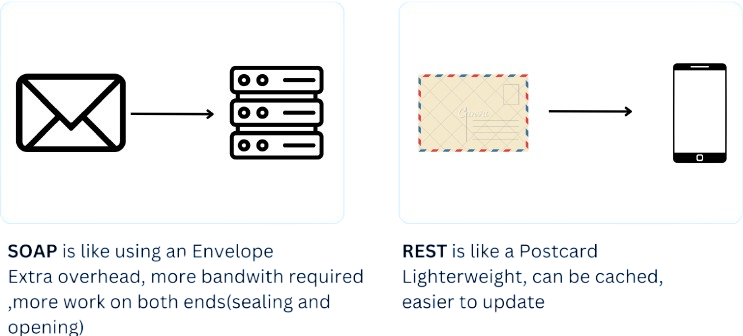 SOAP is like using an Envelope
Extra overhead, more bandwith required
,more work on both ends(sealing and
opening)
REST is like a Postcard
Lighterweight, can be cached,
easier to update